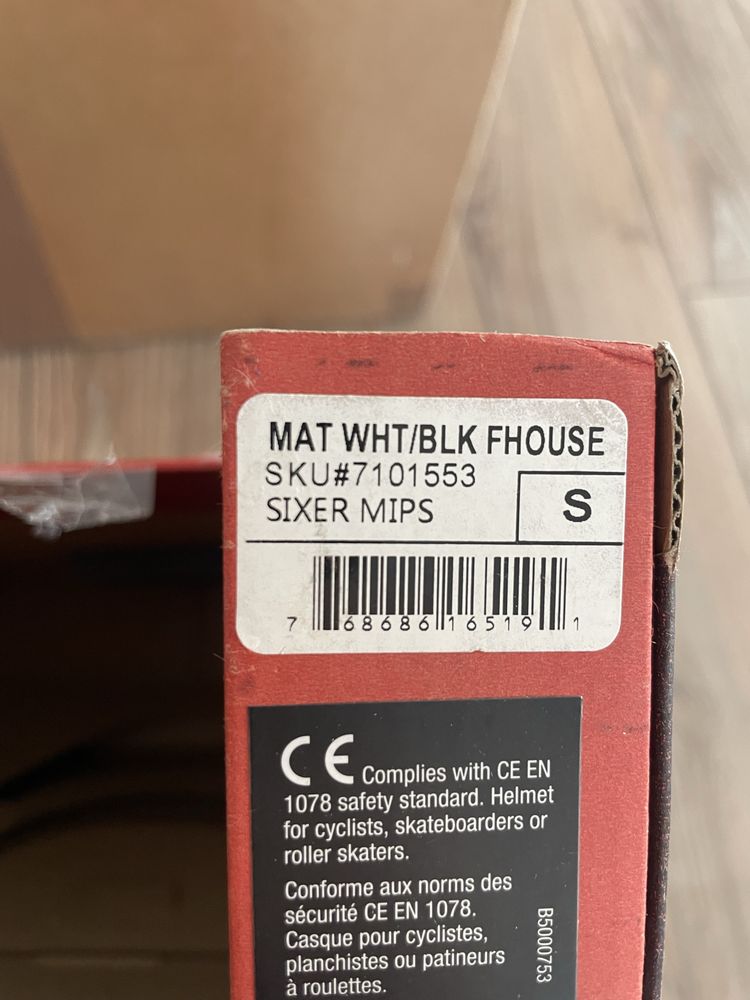 MAT WHT/BLK FHOUSE
SKU#7101553
SIXER MIPS
S
7 68686 16519 1
CE Complies with CE EN
1078 safety standard. Helmet
for cyclists, skateboarders or
roller skaters.
Conforme aux norms des
sécurité CE EN 1078.
Casque pour cyclistes,
planchistes ou patineurs
à roulettes.
B5000753